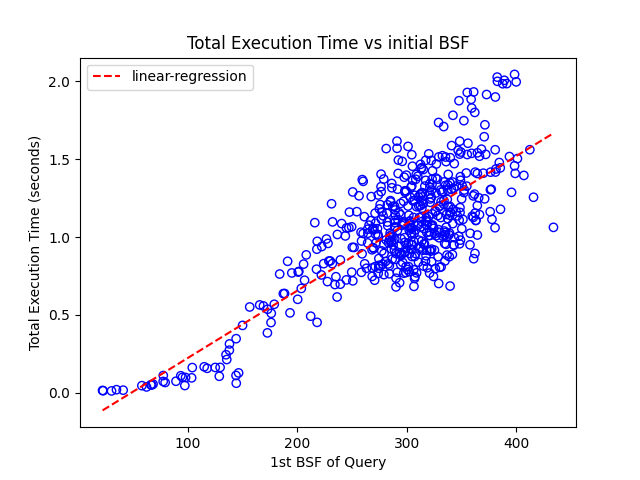 Total Execution Time vs initial BSF
linear-regression
2.0
1.5
1.0
0.5
0.0
Total Execution Time (seconds)
100 200 300 400
1st BSF of Query